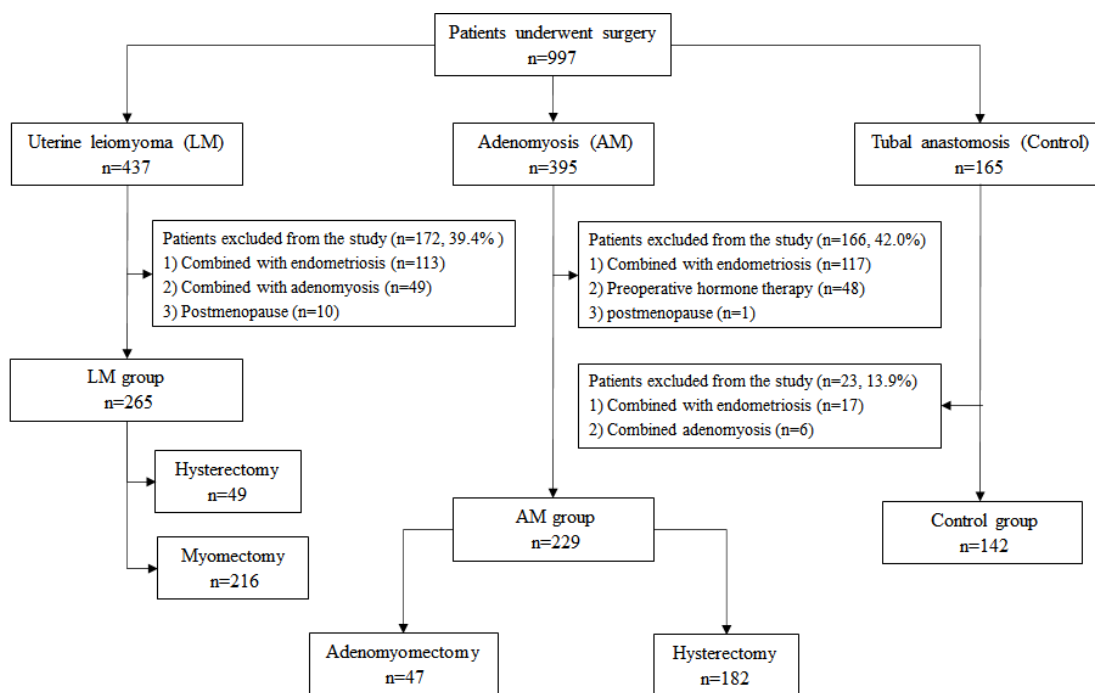 Patients underwent surgery
n=997
Uterine leiomyoma (LM)
n=437
Adenomyosis (AM)
n=395
Tubal anastomosis (Control)
n=165
Patients excluded from the study (n=172, 39.4% )
1) Combined with endometriosis (n=113)
2) Combined with adenomyosis (n=49)
3) Postmenopause (n=10)
Patients excluded from the study (n=166, 42.0%)
1) Combined with endometriosis (n=117)
2) Preoperative hormone therapy (n=48)
3) postmenopause (n=1)
LM group
n=265
Patients excluded from the study (n=23, 13.9%)
1) Combined with endometriosis (n=17)
2) Combined adenomyosis (n=6)
Hysterectomy
n=49
Myomectomy
n=216
AM group
n=229
Control group
n=142
Adenomyomectomy
n=47
Hysterectomy
n=182